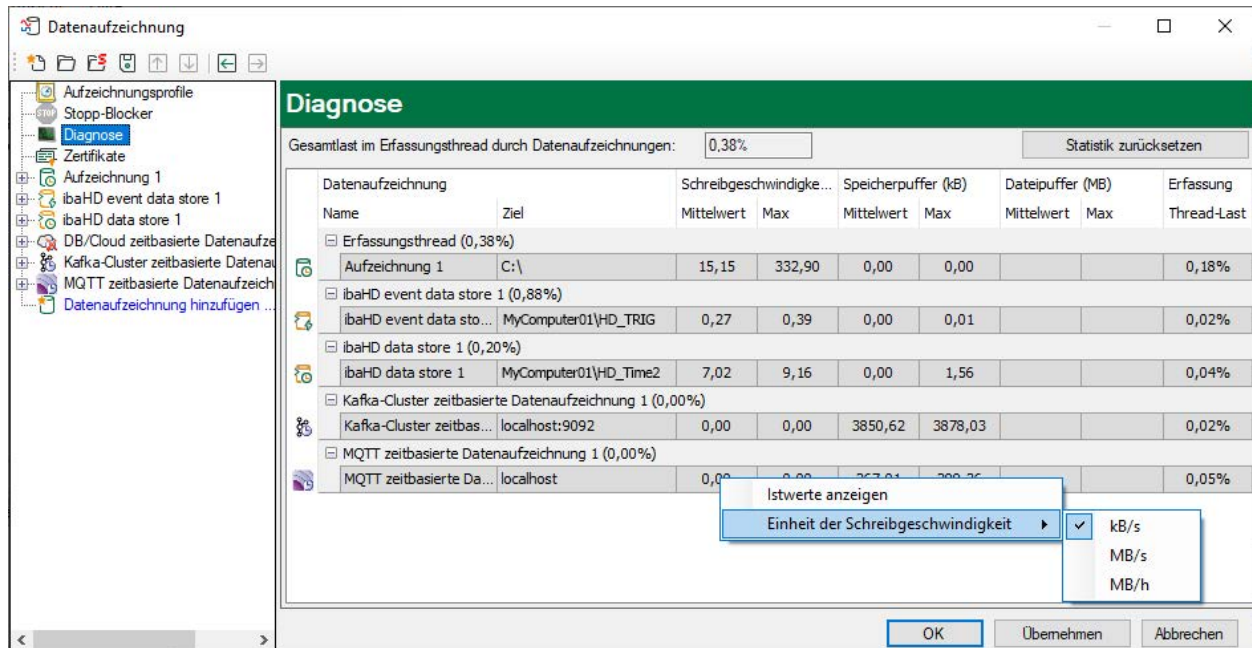 Datenaufzeichnung
Aufzeichnungsprofile
STOP Stopp-Blocker
Diagnose
Zertifikate
Aufzeichnung 1
ibaHD event data store 1
ibaHD data store 1
DB/Cloud zeitbasierte Datenaufze
Kafka-Cluster zeitbasierte Datenau
MQTT zeitbasierte Datenaufzeich
Datenaufzeichnung hinzufügen ...
Diagnose
Gesamtlast im Erfassungsthread durch Datenaufzeichnungen: 0,38% Statistik zurücksetzen
Datenaufzeichnung Schreibgeschwindigke... Speicherpuffer (kB) Dateipuffer (MB) Erfassung
Name Ziel Mittelwert Max Mittelwert Max Mittelwert Max Thread-Last
Erfassungsthread (0,38%)
Aufzeichnung 1 C:\ 15,15 332,90 0,00 0,00 0,18%
ibaHD event data store 1 (0,88%)
ibaHD event data sto... MyComputer01\HD_TRIG 0,27 0,39 0,00 0,01 0,02%
ibaHD data store 1 (0,20%)
ibaHD data store 1 MyComputer01\HD_Time2 7,02 9,16 0,00 1,56 0,04%
Kafka-Cluster zeitbasierte Datenaufzeichnung 1 (0,00%)
Kafka-Cluster zeitbas... localhost:9092 0,00 0,00 3850,62 3878,03 0,02%
MQTT zeitbasierte Datenaufzeichnung 1 (0,00%)
MQTT zeitbasierte Da... localhost 0,05%
Istwerte anzeigen
Einheit der Schreibgeschwindigkeit
kB/s
MB/s
MB/h
OK Übernehmen Abbrechen